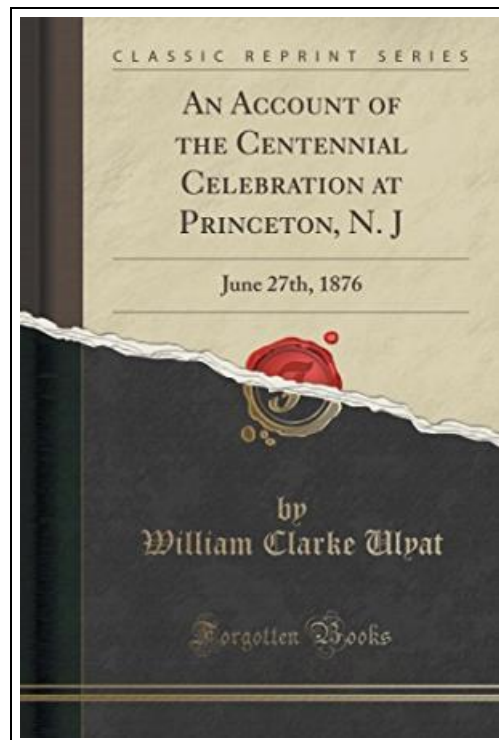 CLASSIC REPRINT SERIES
AN ACCOUNT OF
THE CENTENNIAL
CELEBRATION AT
PRINCETON, N. J
June 27th, 1876
by
William Clarke Ulyat
Forgotten Books